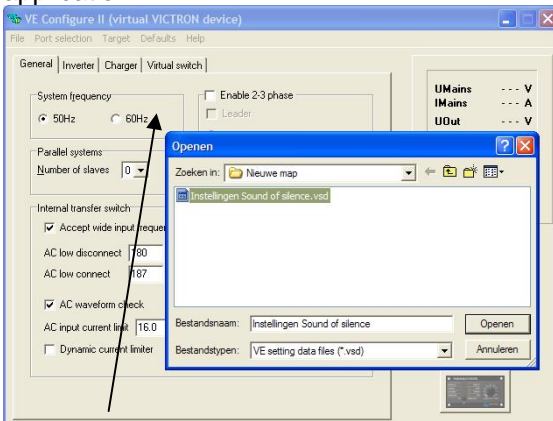 VE Configure II (virtual VICTRON device)
File Port selection Target Defaults Help
General Inverter Charger Virtual switch
System frequency
50Hz 60Hz
Enable 2-3 phase
Leader
UMains --- V
IMains --- A
UOut --- V
Parallel systems
Number of slaves 0
Internal transfer switch
Accept wide input
AC low disconnect 180
AC low connect 187
AC waveform check
AC input current limit 16.0
Dynamic current limiter
Openen
Zoeken in: Nieuwe map
Instellingen Sound of silence.vsd
Bestandsnaam: Instellingen Sound of silence Openen
Bestandstypen: VE setting data files (*.vsd) Annuleren